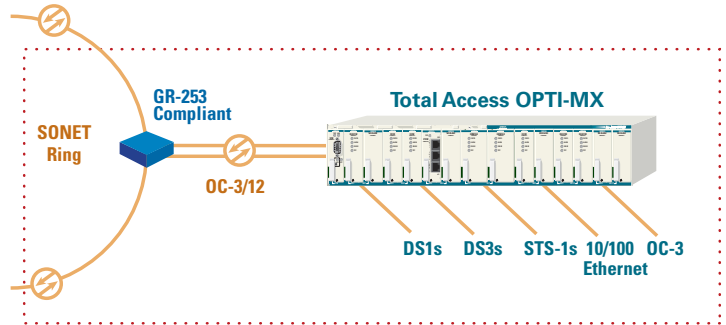 GR-253
Compliant
Total Access OPTI-MX
SONET
Ring
OC-3/12
DS1s DS3s STS-1s 10/100 OC-3
Ethernet